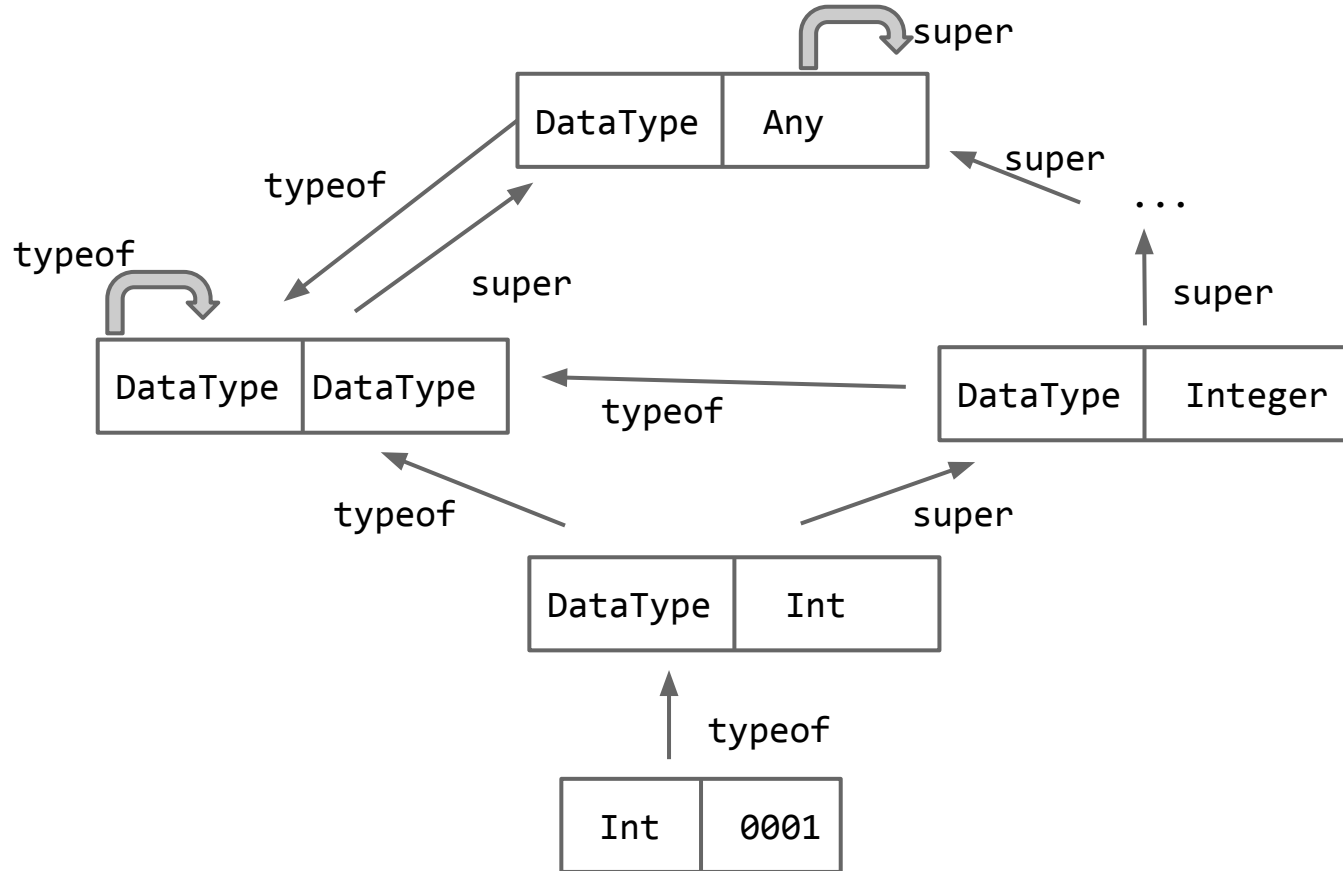 super
DataType Any
super
typeof
...
typeof
super
super
DataType DataType
DataType Integer
typeof
typeof
super
DataType Int
typeof
Int 0001